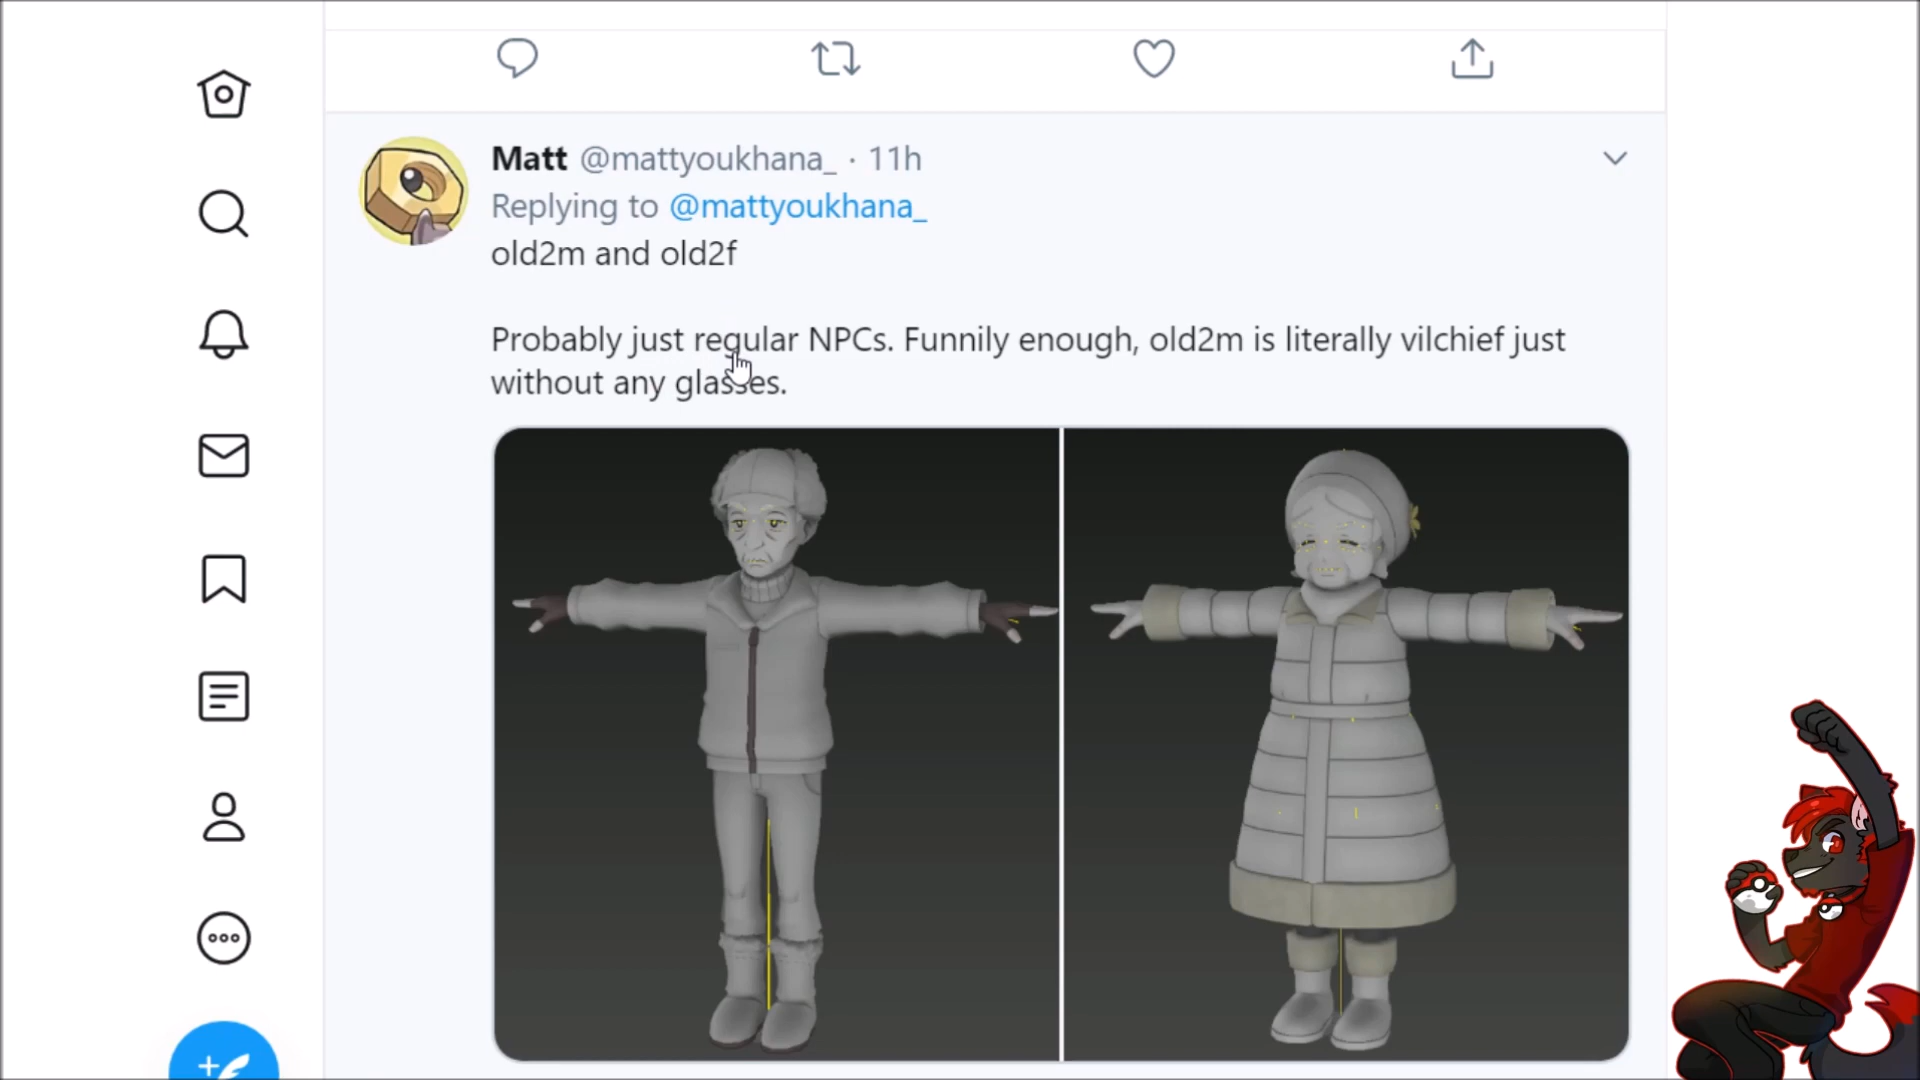 Matt @mattyoukhana_ · 11h
Replying to @mattyoukhana_
old2m and old2f
Probably just regular NPCs. Funnily enough, old2m is literally vilchief just
without any glasses.